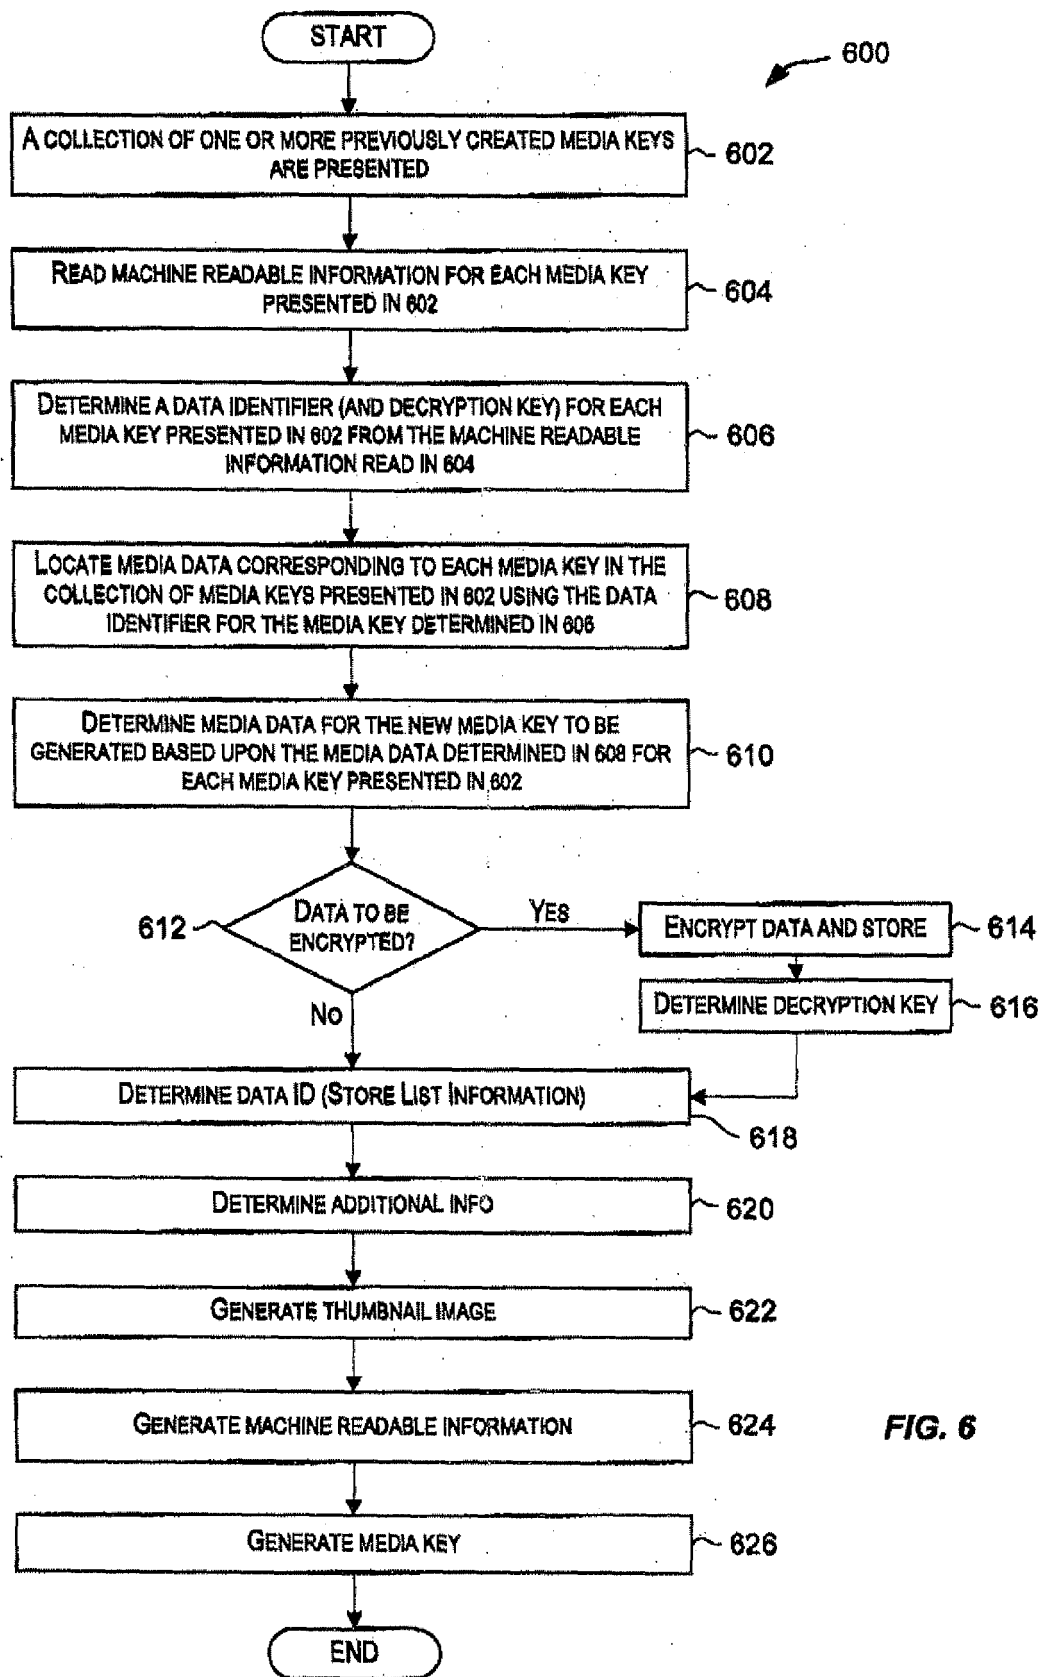 START
600
A COLLECTION OF ONE OR MORE PREVIOUSLY CREATED MEDIA KEYS
ARE PRESENTED
602
READ MACHINE READABLE INFORMATION FOR EACH MEDIA KEY
PRESENTED IN 602
604
DETERMINE A DATA IDENTIFIER (AND DECRYPTION KEY) FOR EACH
MEDIA KEY PRESENTED IN 602 FROM THE MACHINE READABLE
INFORMATION READ IN 604
606
LOCATE MEDIA DATA CORRESPONDING TO EACH MEDIA KEY IN THE
COLLECTION OF MEDIA KEYS PRESENTED IN 602 USING THE DATA
IDENTIFIER FOR THE MEDIA KEY DETERMINED IN 606
608
DETERMINE MEDIA DATA FOR THE NEW MEDIA KEY TO BE
GENERATED BASED UPON THE MEDIA DATA DETERMINED IN 608 FOR
EACH MEDIA KEY PRESENTED IN 602
610
612
DATA TO BE
ENCRYPTED?
YES
ENCRYPT DATA AND STORE
614
DETERMINE DECRYPTION KEY
616
NO
DETERMINE DATA ID (STORE LIST INFORMATION)
618
DETERMINE ADDITIONAL INFO
620
GENERATE THUMBNAIL IMAGE
622
GENERATE MACHINE READABLE INFORMATION
624
FIG. 6
GENERATE MEDIA KEY
626
END